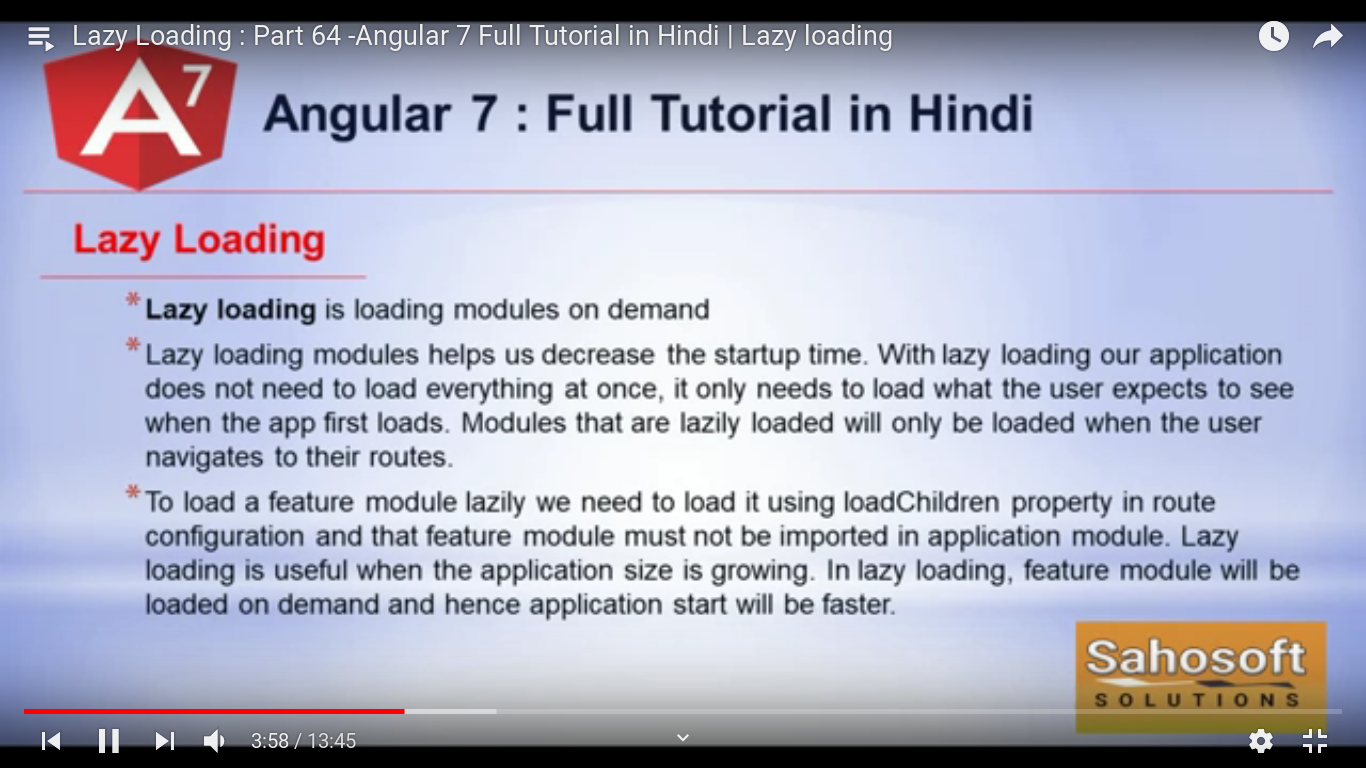 Lazy Loading : Part 64 -Angular 7 Full Tutorial in Hindi | Lazy loading
A7
Angular 7 : Full Tutorial in Hindi
Lazy Loading
* Lazy loading is loading modules on demand
* Lazy loading modules helps us decrease the startup time. With lazy loading our application
does not need to load everything at once, it only needs to load what the user expects to see
when the app first loads. Modules that are lazily loaded will only be loaded when the user
navigates to their routes.
* To load a feature module lazily we need to load it using loadChildren property in route
configuration and that feature module must not be imported in application module. Lazy
loading is useful when the application size is growing. In lazy loading, feature module will be
loaded on demand and hence application start will be faster.
Sahosoft
SOLUTIONS
3:58 / 13:45